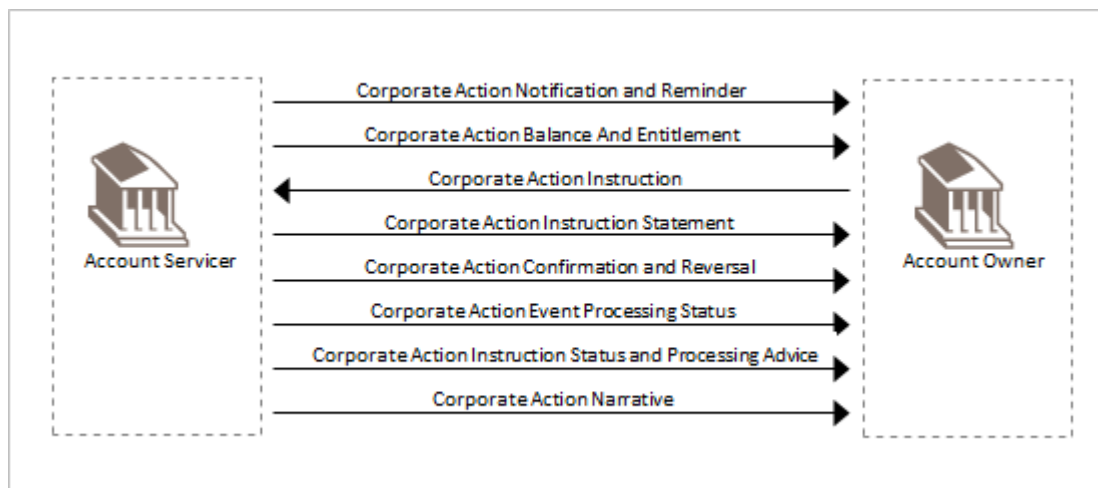 Corporate Action Notification and Reminder
Corporate Action Balance And Entitlement
Corporate Action Instruction
Corporate Action Instruction Statement
Account Servicer
Account Owner
Corporate Action Confirmation and Reversal
Corporate Action Event Processing Status
Corporate Action Instruction Status and Processing Advice
Corporate Action Narrative